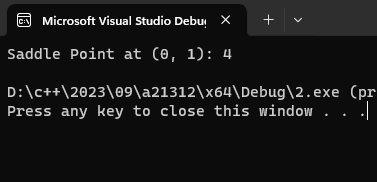 Microsoft Visual Studio Debug
Saddle Point at (0, 1): 4
D:\c++\2023\09\a21312\x64\Debug\2.exe (pr
Press any key to close this window . . .